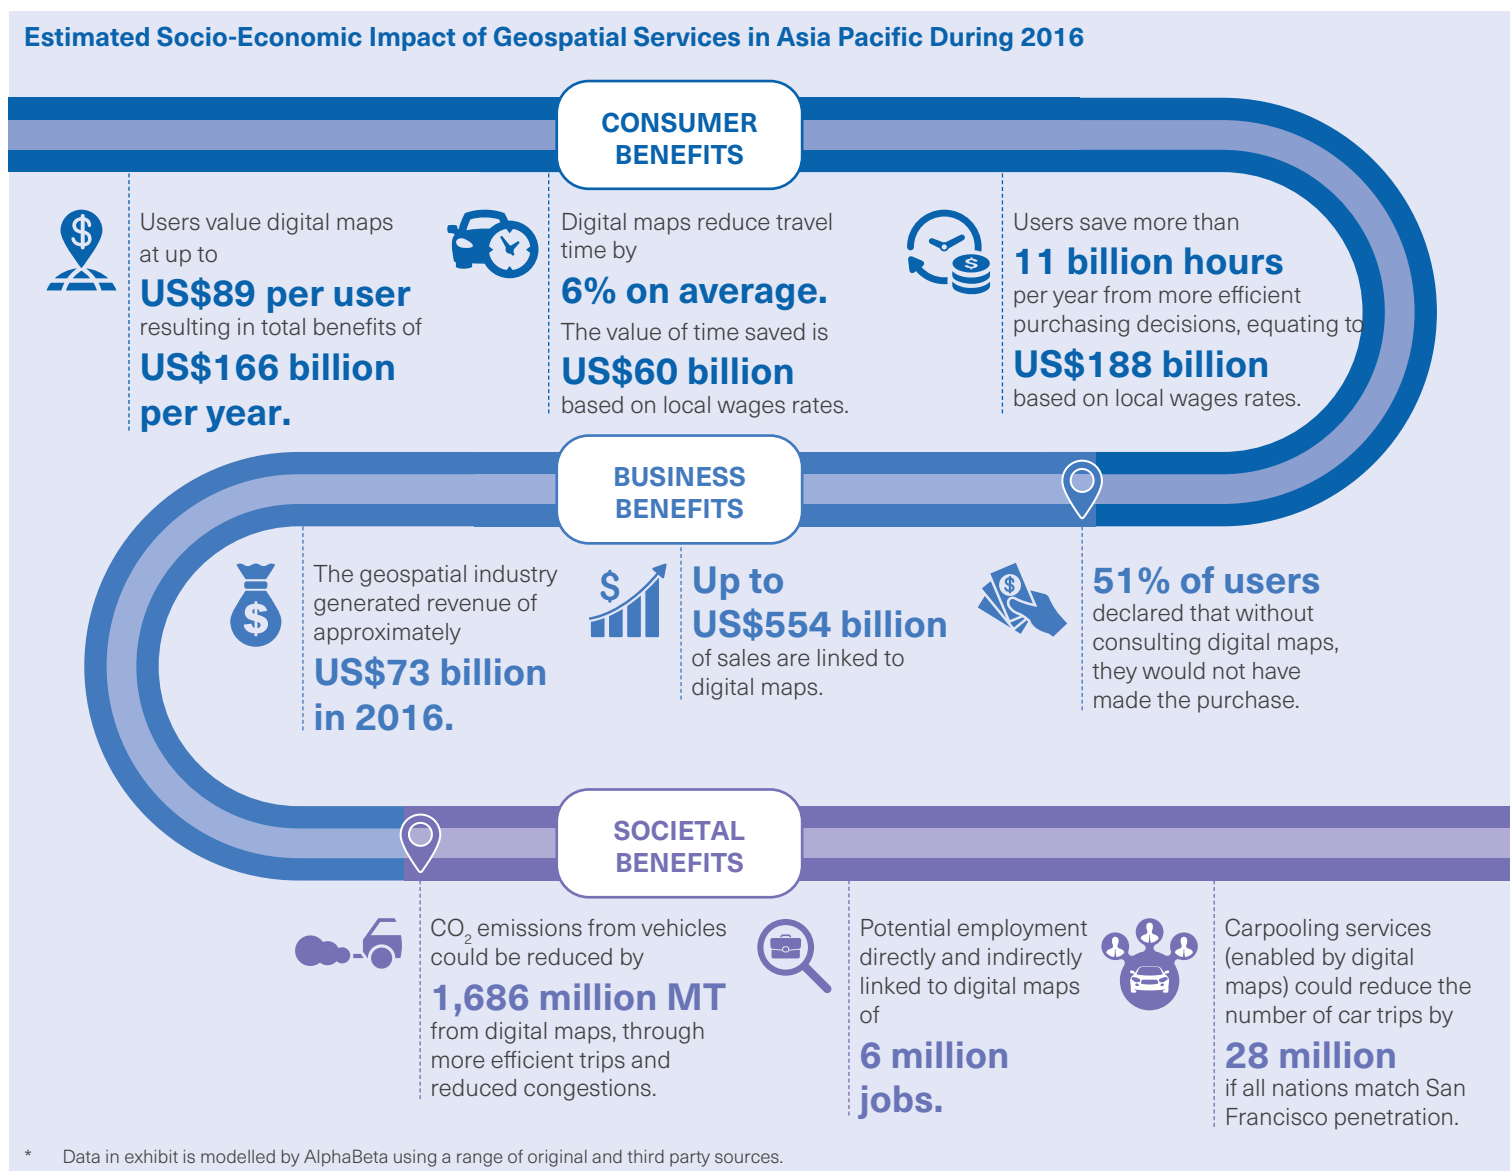 Estimated Socio-Economic Impact of Geospatial Services in Asia Pacific During 2016
CONSUMER
BENEFITS
Users value digital maps
at up to
US$89 per user
resulting in total benefits of
US$166 billion
per year.
Digital maps reduce travel
time by
6% on average.
The value of time saved is
US$60 billion
based on local wages rates.
Users save more than
11 billion hours
per year from more efficient
purchasing decisions, equating to
US$188 billion
based on local wages rates.
BUSINESS
BENEFITS
The geospatial industry
generated revenue of
approximately
US$73 billion
in 2016.
Up to
US$554 billion
of sales are linked to
digital maps.
51% of users
declared that without
consulting digital maps,
they would not have
made the purchase.
SOCIETAL
BENEFITS
CO₂ emissions from vehicles
could be reduced by
1,686 million MT
from digital maps, through
more efficient trips and
reduced congestions.
Potential employment
directly and indirectly
linked to digital maps
of
6 million
jobs.
Carpooling services
(enabled by digital
maps) could reduce the
number of car trips by
28 million
if all nations match San
Francisco penetration.
* Data in exhibit is modelled by AlphaBeta using a range of original and third party sources.